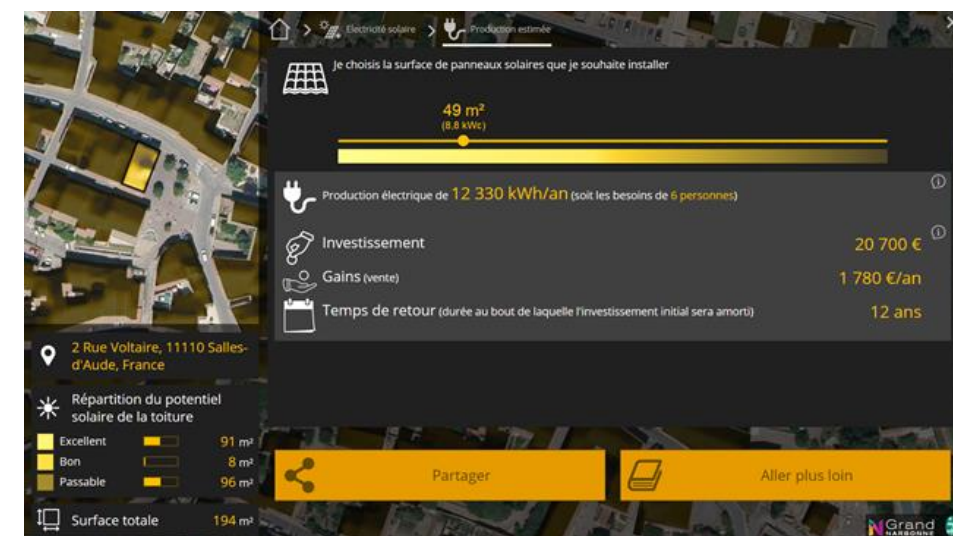 Electricité solaire
Production estimée
Je choisis la surface de panneaux solaires que je souhaite installer
49 m²
(8,8 kWc)
Production électrique de 12 330 kWh/an (soit les besoins de 6 personnes)
Investissement
20 700 €
Gains (vente)
1 780 €/an
Temps de retour (durée au bout de laquelle l'investissement initial sera amorti)
12 ans
2 Rue Voltaire, 11110 Salles-
d'Aude, France
Répartition du potentiel
solaire de la toiture
Excellent 91 m²
Bon 8 m²
Passable 96 m²
Surface totale 194 m²
Partager
Aller plus loin
Grand
NARBONNE